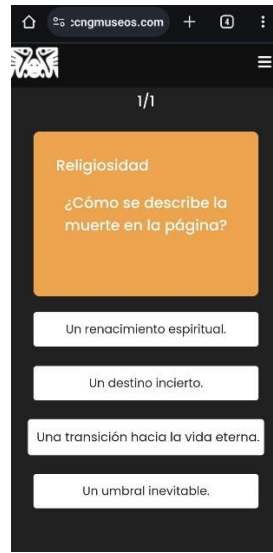 :cngmuseos.com
4
1/1
Religiosidad
¿Cómo se describe la
muerte en la página?
Un renacimiento espiritual.
Un destino incierto.
Una transición hacia la vida eterna.
Un umbral inevitable.